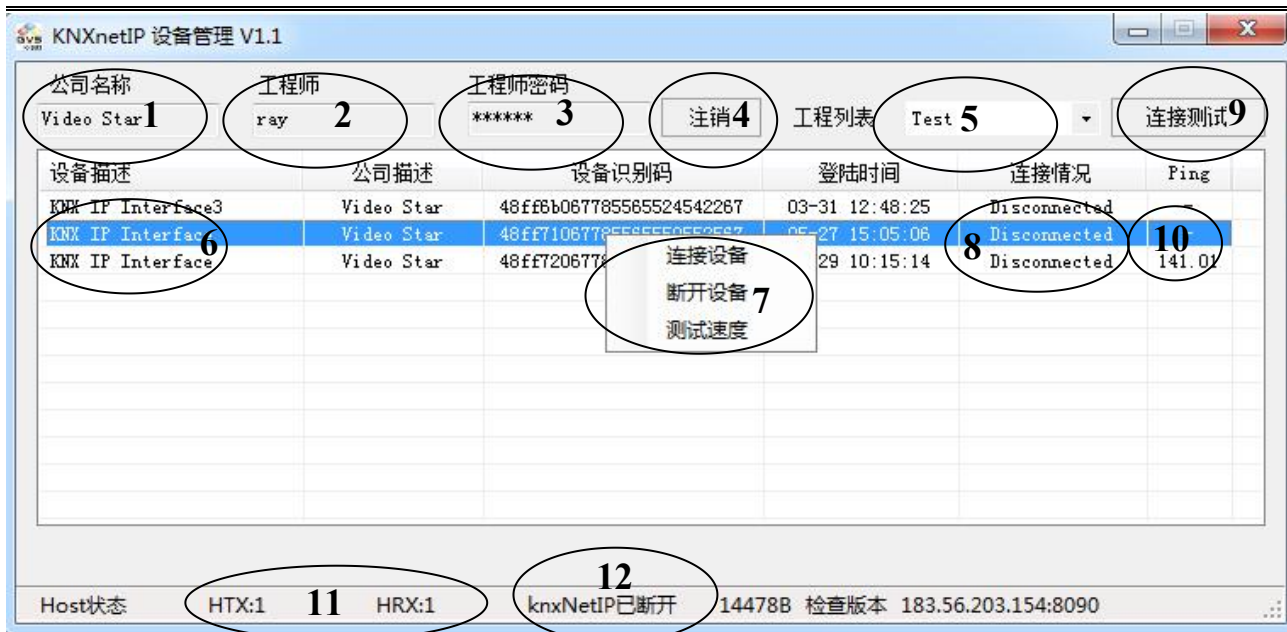 KNXnetIP 设备管理 V1.1
公司名称 工程师 工程师密码
Video Star 1 ray 2 ****** 3 注销 4 工程列表 Test 5 连接测试 9
设备描述 公司描述 设备识别码 登陆时间 连接情况 Ping
KNX IP Interface3 Video Star 48ff6b067785565524542267 03-31 12:48:25 Disconnected -
KNX IP Interface 6 Video Star 05-27 15:05:06 8 Disconnected 10
KNX IP Interface Video Star 48ff7206778 29 10:15:14 Disconnected 141.01
连接设备
断开设备 7
测试速度
Host状态 HTX:1 11 HRX:1 12 knxNetIP已断开 14478B 检查版本 183.56.203.154:8090